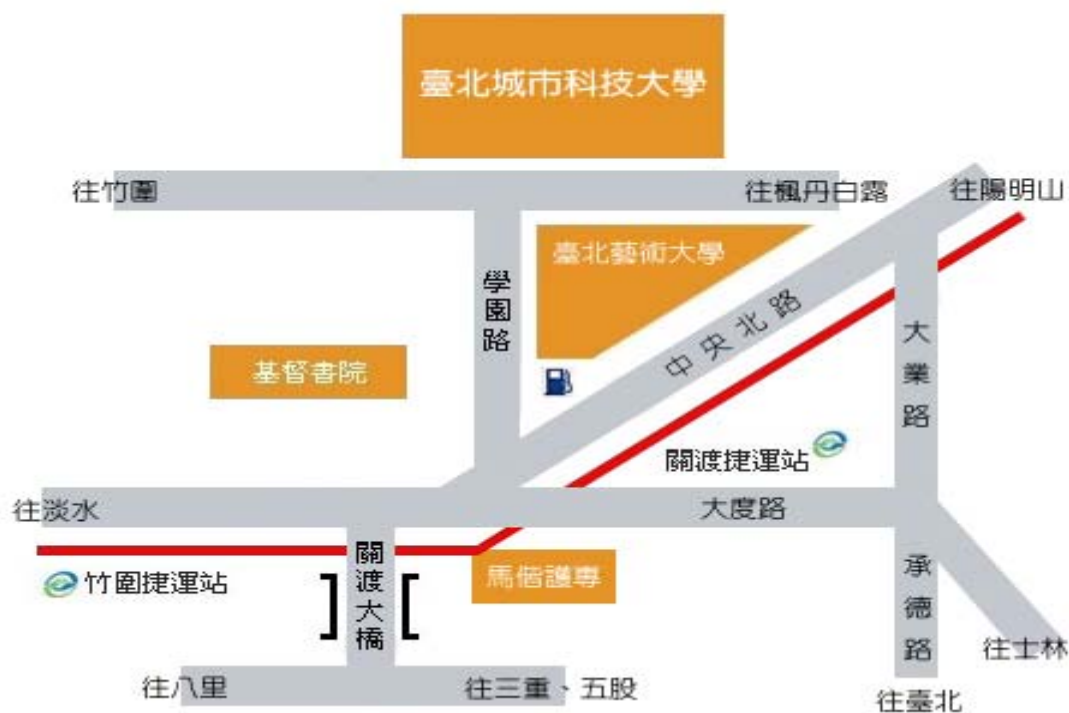 臺北城市科技大學
往竹圍
往楓丹白露
往陽明山
臺北藝術大學
學園路
中央北路
大業路
基督書院
關渡捷運站
往淡水
大度路
竹圍捷運站
關渡大橋
馬偕護專
承德路
往士林
往八里
往三重、五股
往臺北